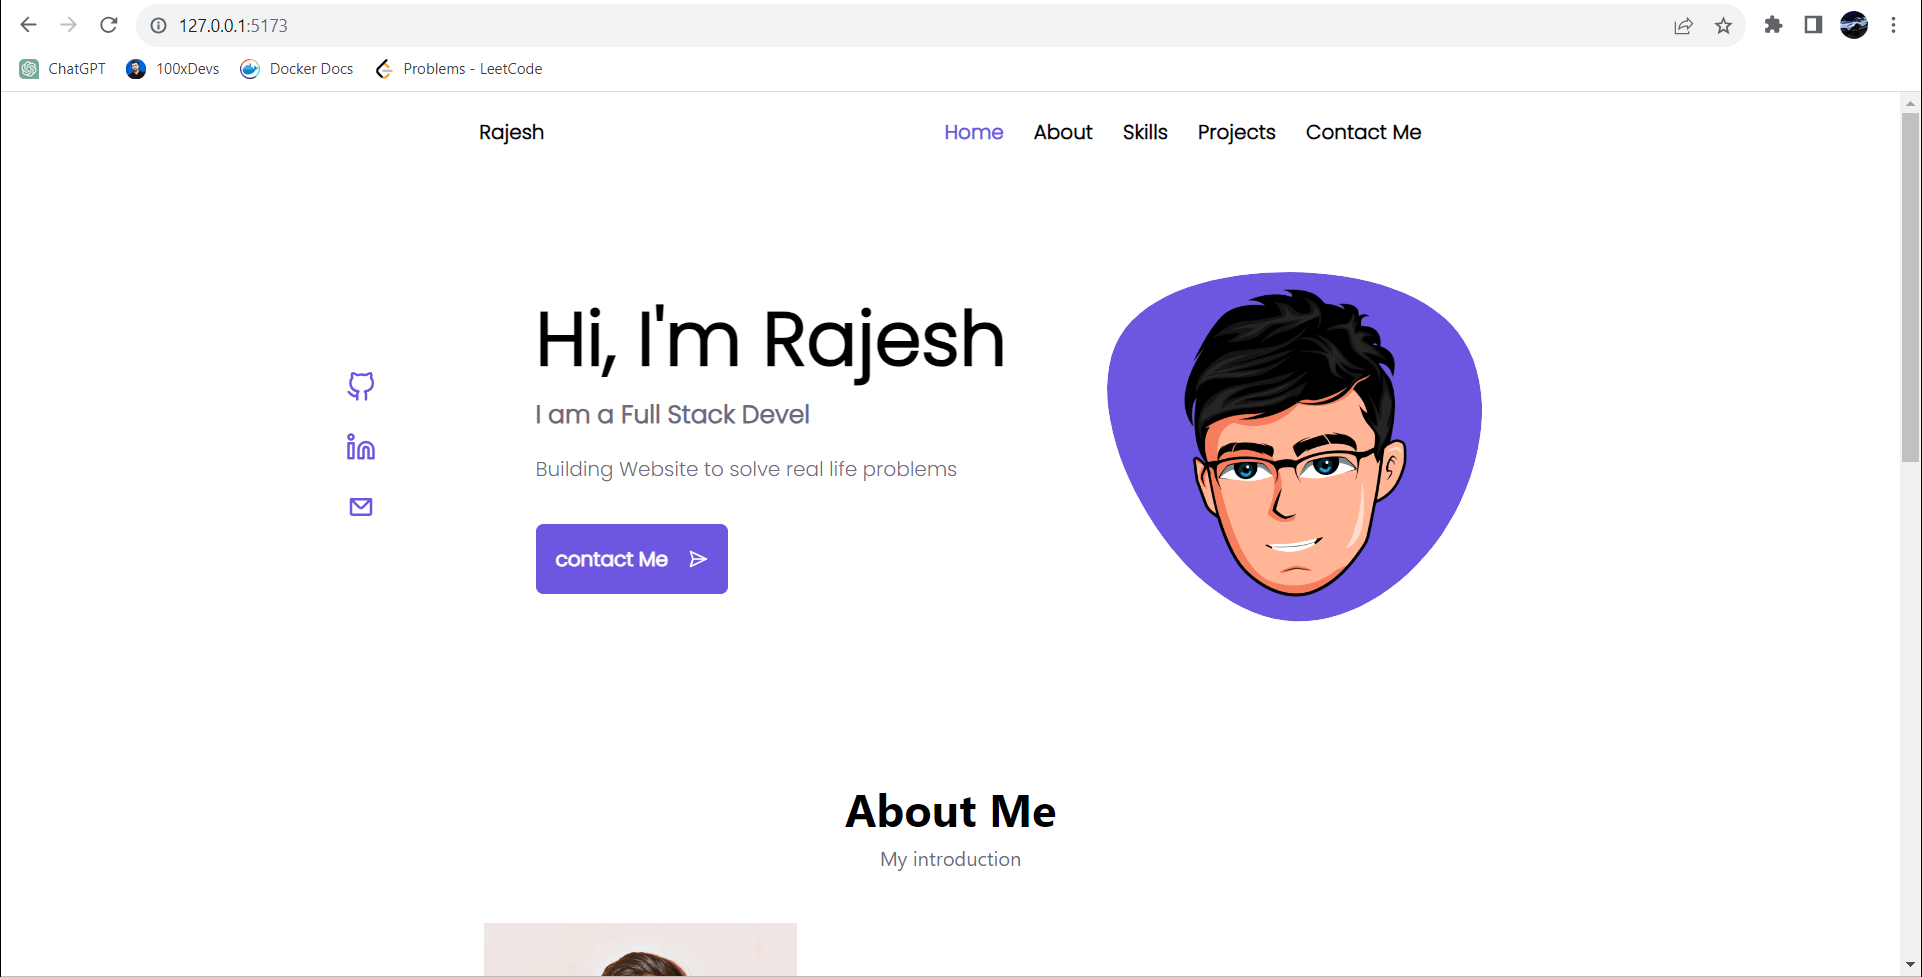 127.0.0.1:5173
ChatGPT 100xDevs Docker Docs Problems - LeetCode
Rajesh Home About Skills Projects Contact Me
Hi, I'm Rajesh
I am a Full Stack Devel
Building Website to solve real life problems
contact Me
About Me
My introduction